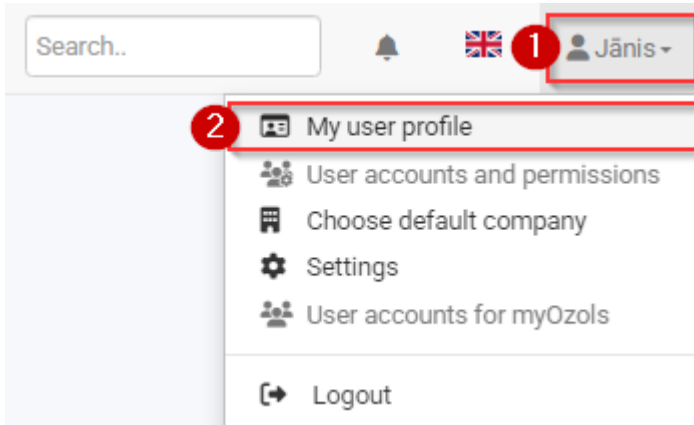 Search..
1
Jānis
2
My user profile
User accounts and permissions
Choose default company
Settings
User accounts for myOzols
Logout